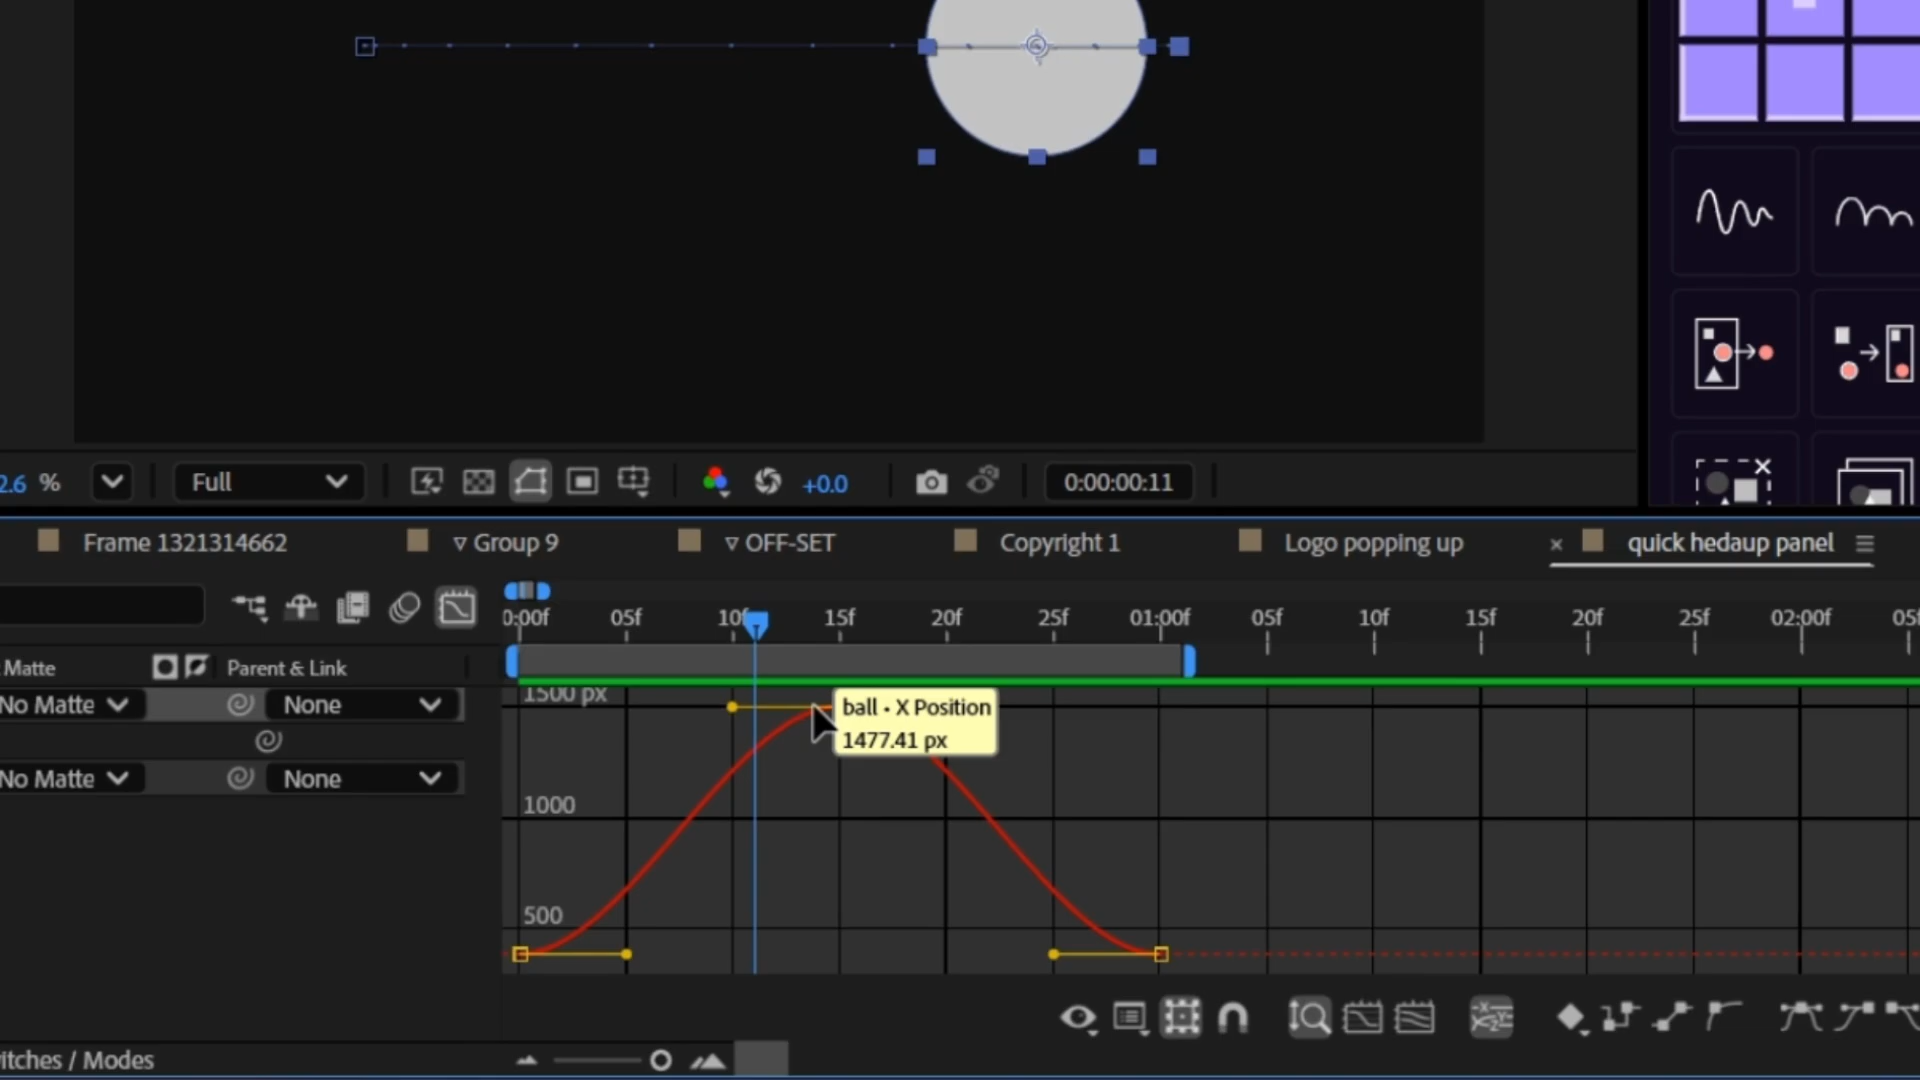 2.6 %
Full
+0.0
0:00:00:11
Frame 1321314662
Group 9
OFF-SET
Copyright 1
Logo popping up
× quick hedaup panel
0:00f 05f 10f 15f 20f 25f 01:00f 05f 10f 15f 20f 25f 02:00f 05f
Matte
Parent & Link
No Matte
None
1500 px
ball • X Position
1477.41 px
No Matte
None
1000
500
itches / Modes